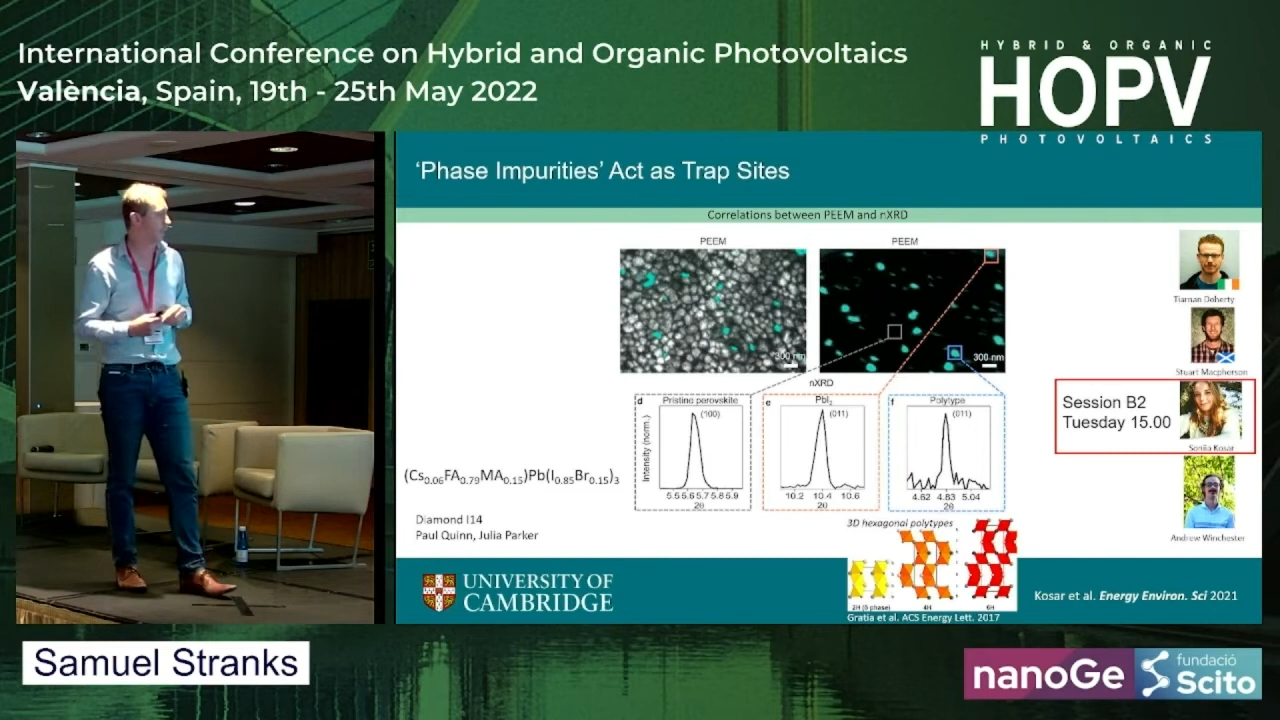 International Conference on Hybrid and Organic Photovoltaics
València, Spain, 19th - 25th May 2022
HYBRID & ORGANIC
HOPV
PHOTOVOLTAICS
'Phase Impurities' Act as Trap Sites
Correlations between PEEM and nXRD
PEEM
PEEM
300 nm
300 nm
nXRD
d Pristine perovskite
(100)
Intensity (norm.)
5.5 5.6 5.7 5.8 5.9
2θ
e PbI2
(011)
10.2 10.4 10.6
2θ
f Polytype
(011)
4.62 4.83 5.04
2θ
(Cs0.06FA0.79MA0.15)Pb(I0.85Br0.15)3
Diamond I14
Paul Quinn, Julia Parker
3D hexagonal polytypes
2H (δ phase) 4H 6H
Gratia et al. ACS Energy Lett. 2017
Tiarnan Doherty
Stuart Macpherson
Session B2
Tuesday 15.00
Sofiia Kosar
Andrew Winchester
UNIVERSITY OF
CAMBRIDGE
Kosar et al. Energy Environ. Sci 2021
Samuel Stranks
nanoGe
fundació
Scito